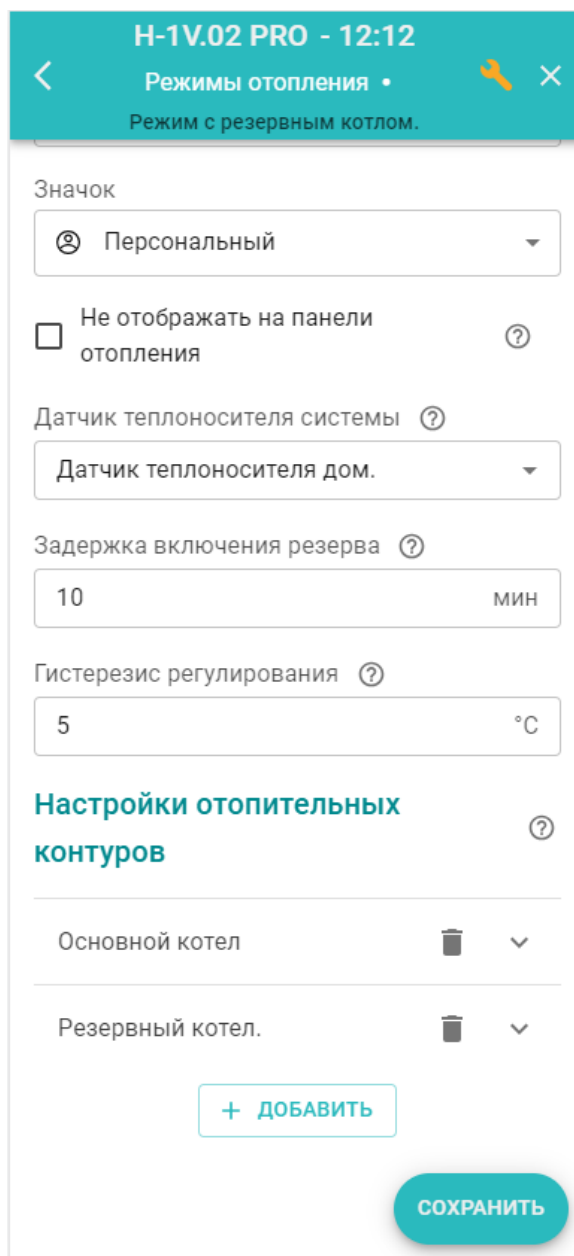 H-1V.02 PRO - 12:12
Режимы отопления •
Режим с резервным котлом.
Значок
Персональный
Не отображать на панели
отопления
Датчик теплоносителя системы
Датчик теплоносителя дом.
Задержка включения резерва
10 мин
Гистерезис регулирования
5 °C
Настройки отопительных
контуров
Основной котел
Резервный котел.
+ ДОБАВИТЬ
СОХРАНИТЬ